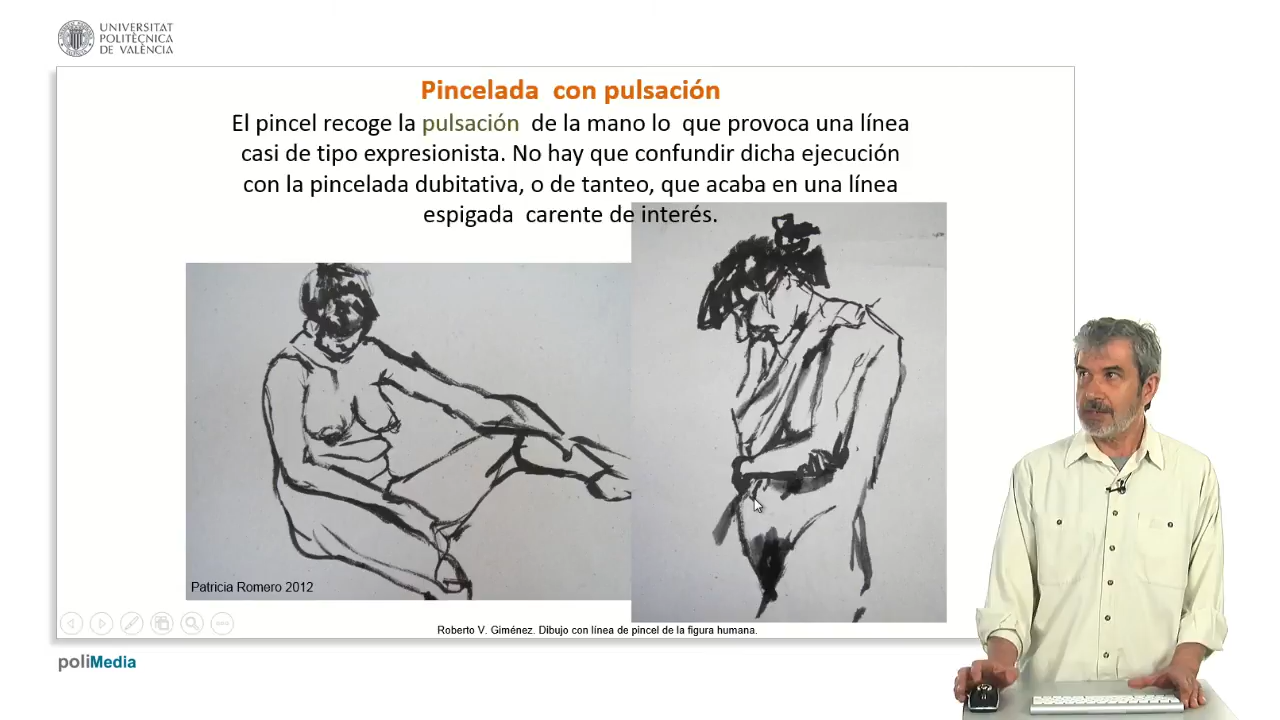 UNIVERSITAT
POLITÈCNICA
DE VALÈNCIA
Pincelada con pulsación
El pincel recoge la pulsación de la mano lo que provoca una línea
casi de tipo expresionista. No hay que confundir dicha ejecución
con la pincelada dubitativa, o de tanteo, que acaba en una línea
espigada carente de interés.
Patricia Romero 2012
Roberto V. Giménez. Dibujo con línea de pincel de la figura humana.
poliMedia